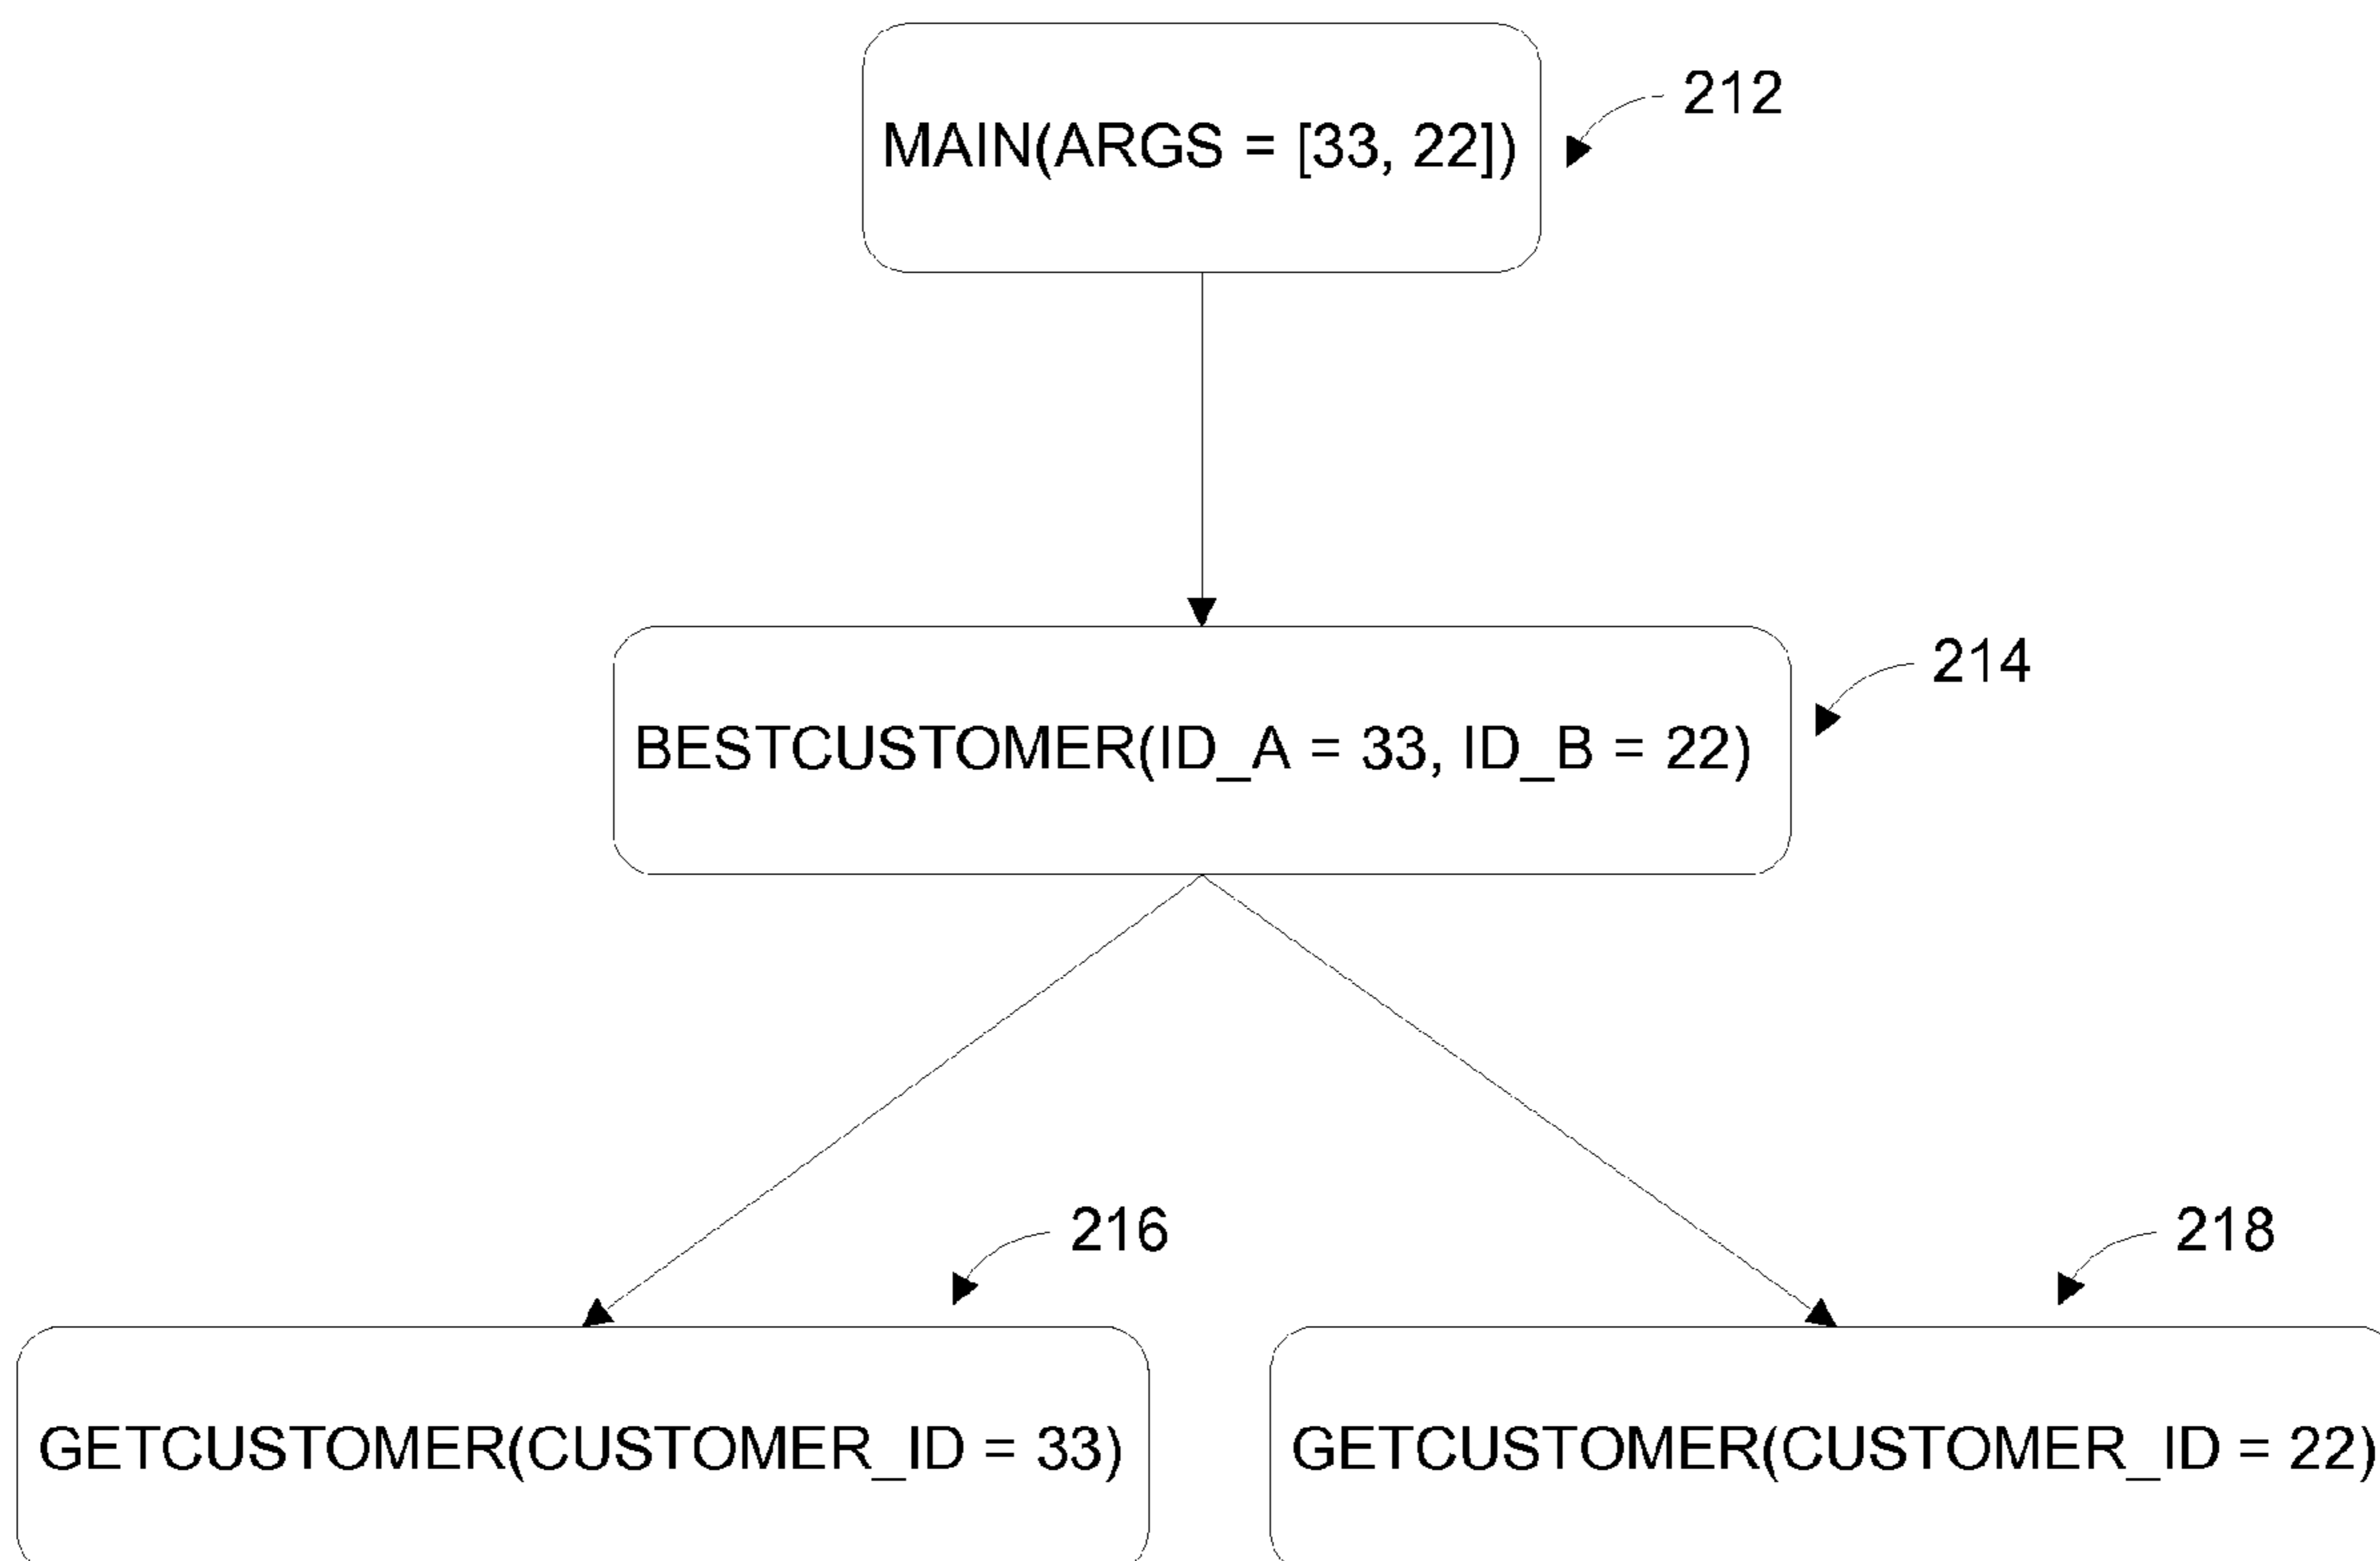 212
MAIN(ARGS = [33, 22])
214
BESTCUSTOMER(ID_A = 33, ID_B = 22)
216
218
GETCUSTOMER(CUSTOMER_ID = 33)
GETCUSTOMER(CUSTOMER_ID = 22)